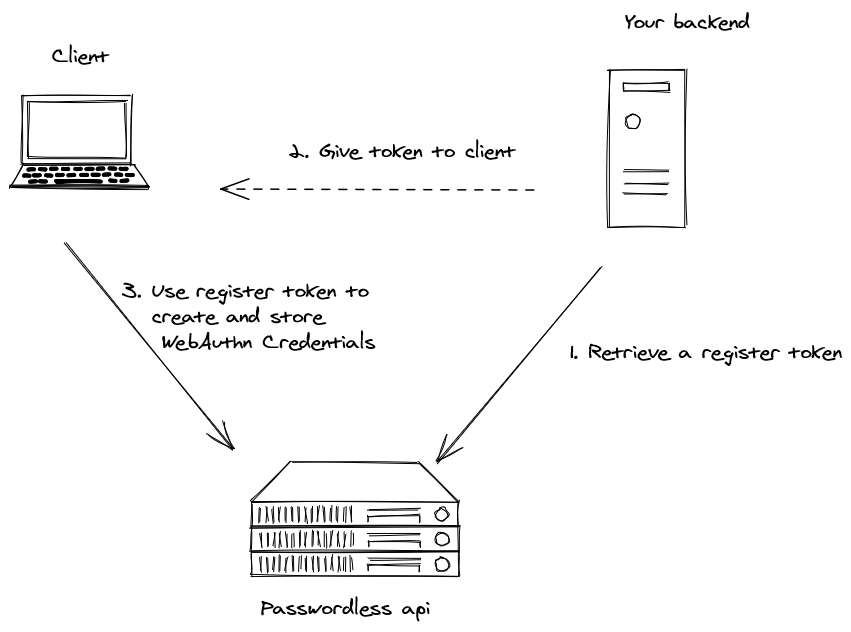 Your backend
Client
2. Give token to client
3. Use register token to
create and store
WebAuthn Credentials
1. Retrieve a register token
Passwordless api